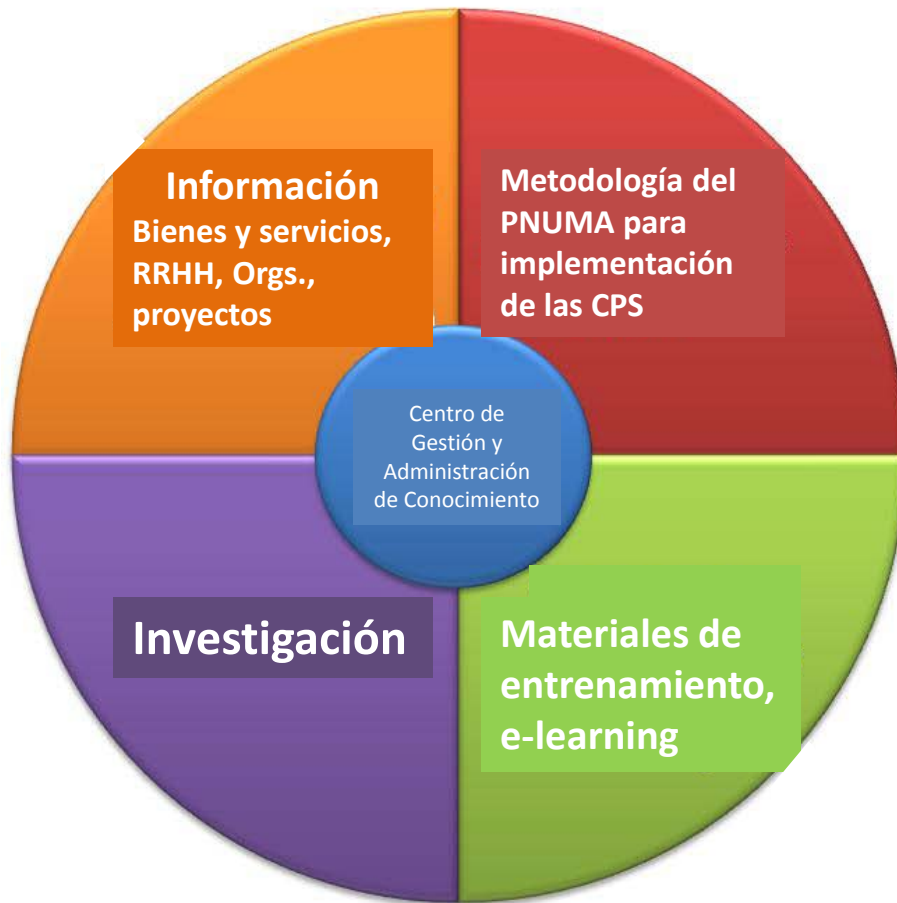 Información
Bienes y servicios,
RRHH, Orgs.,
proyectos
Metodología del
PNUMA para
implementación
de las CPS
Centro de
Gestión y
Administración
de Conocimiento
Investigación
Materiales de
entrenamiento,
e-learning